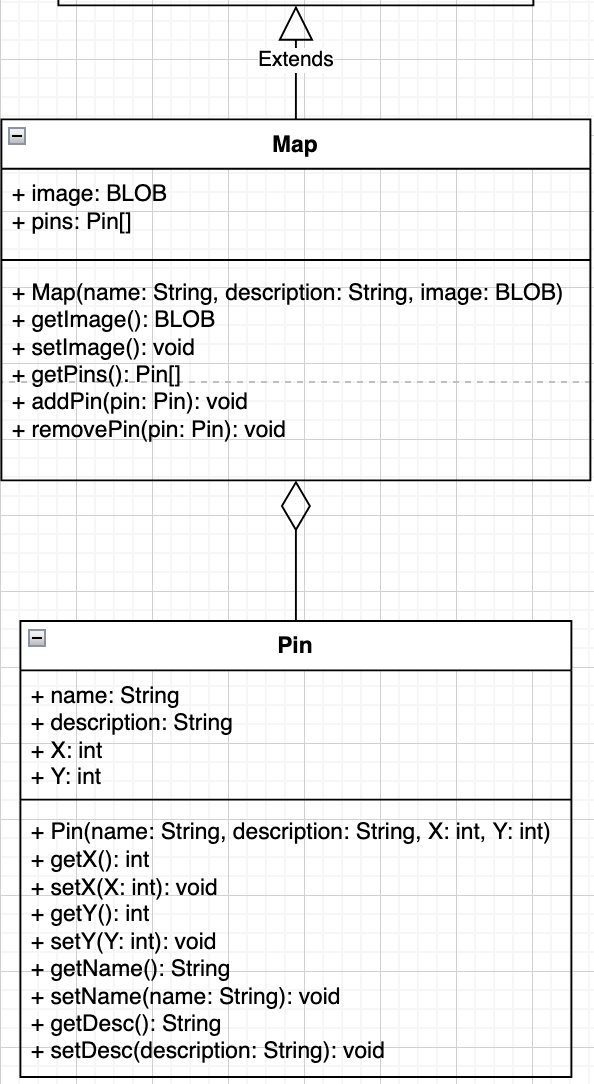 Extends
Map
+ image: BLOB
+ pins: Pin[]
+ Map(name: String, description: String, image: BLOB)
+ getImage(): BLOB
+ setImage(): void
+ getPins(): Pin[]
+ addPin(pin: Pin): void
+ removePin(pin: Pin): void
Pin
+ name: String
+ description: String
+ X: int
+ Y: int
+ Pin(name: String, description: String, X: int, Y: int)
+ getX(): int
+ setX(X: int): void
+ getY(): int
+ setY(Y: int): void
+ getName(): String
+ setName(name: String): void
+ getDesc(): String
+ setDesc(description: String): void